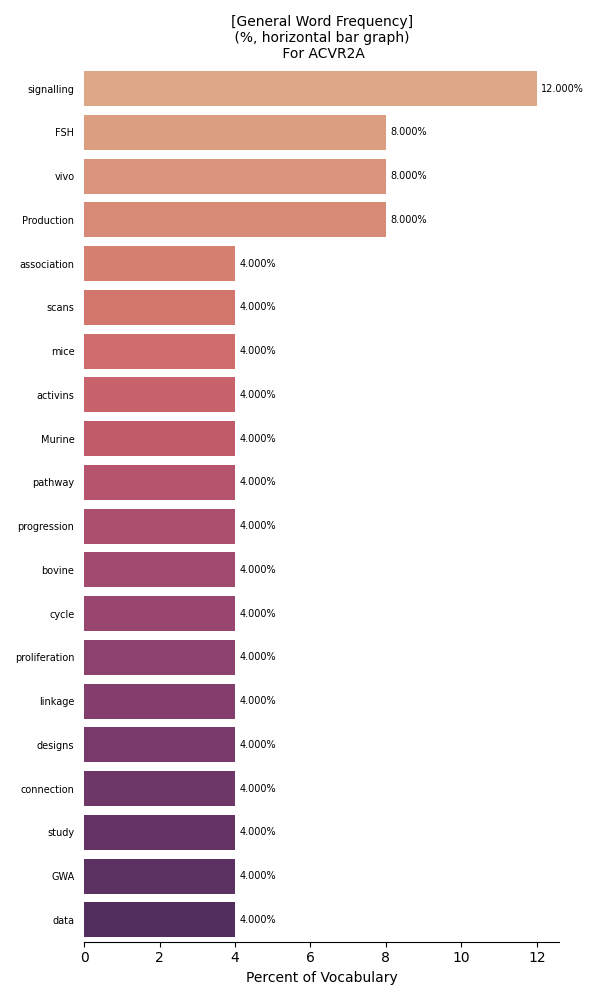 [General Word Frequency]
(%, horizontal bar graph)
For ACVR2A
signalling 12.000%
FSH 8.000%
vivo 8.000%
Production 8.000%
association 4.000%
scans 4.000%
mice 4.000%
activins 4.000%
Murine 4.000%
pathway 4.000%
progression 4.000%
bovine 4.000%
cycle 4.000%
proliferation 4.000%
linkage 4.000%
designs 4.000%
connection 4.000%
study 4.000%
GWA 4.000%
data 4.000%
0 2 4 6 8 10 12
Percent of Vocabulary